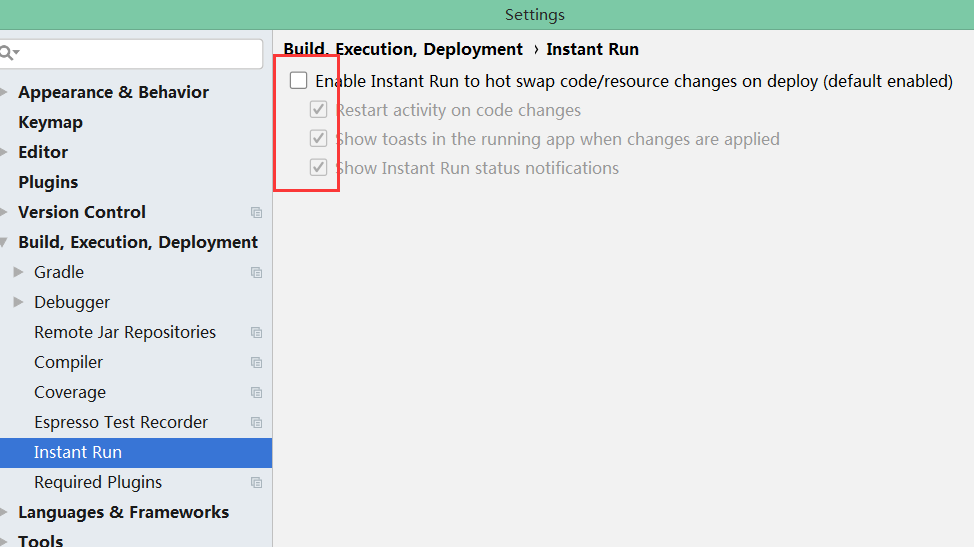 Settings
Build, Execution, Deployment › Instant Run
Enable Instant Run to hot swap code/resource changes on deploy (default enabled)
Restart activity on code changes
Show toasts in the running app when changes are applied
Show Instant Run status notifications
Appearance & Behavior
Keymap
Editor
Plugins
Version Control
Build, Execution, Deployment
Gradle
Debugger
Remote Jar Repositories
Compiler
Coverage
Espresso Test Recorder
Instant Run
Required Plugins
Languages & Frameworks
Tools